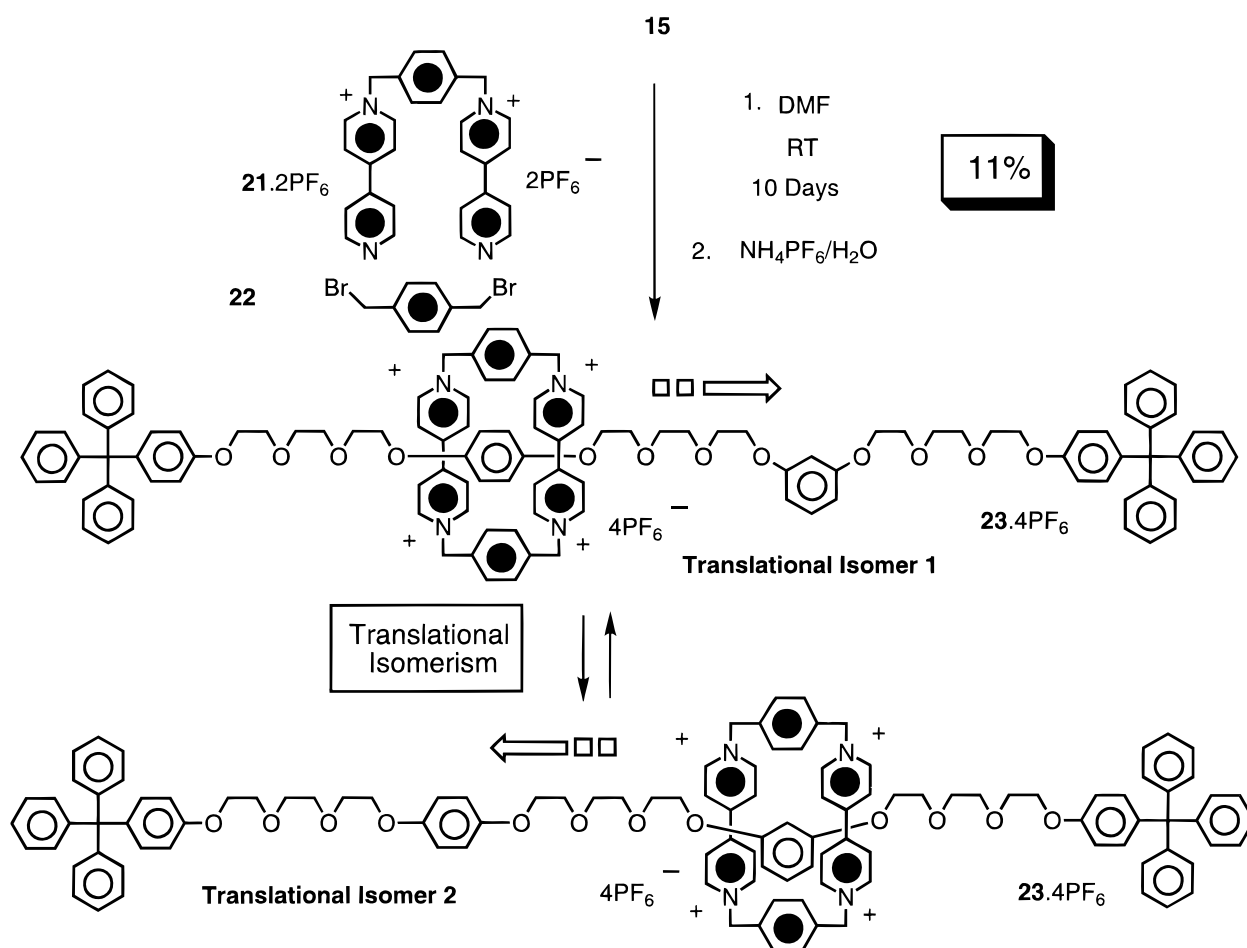 15
1. DMF
RT
10 Days
11%
2. NH4PF6/H2O
N + N +
21.2PF6
2PF6 −
N N
22
Br Br
+ +
N N
O O O O O O O O O O O O
N N
+ +
4PF6 −
23.4PF6
Translational Isomer 1
Translational
Isomerism
+ +
N N
O O O O O O O O O O O O
N N
+ +
4PF6 −
23.4PF6
Translational Isomer 2